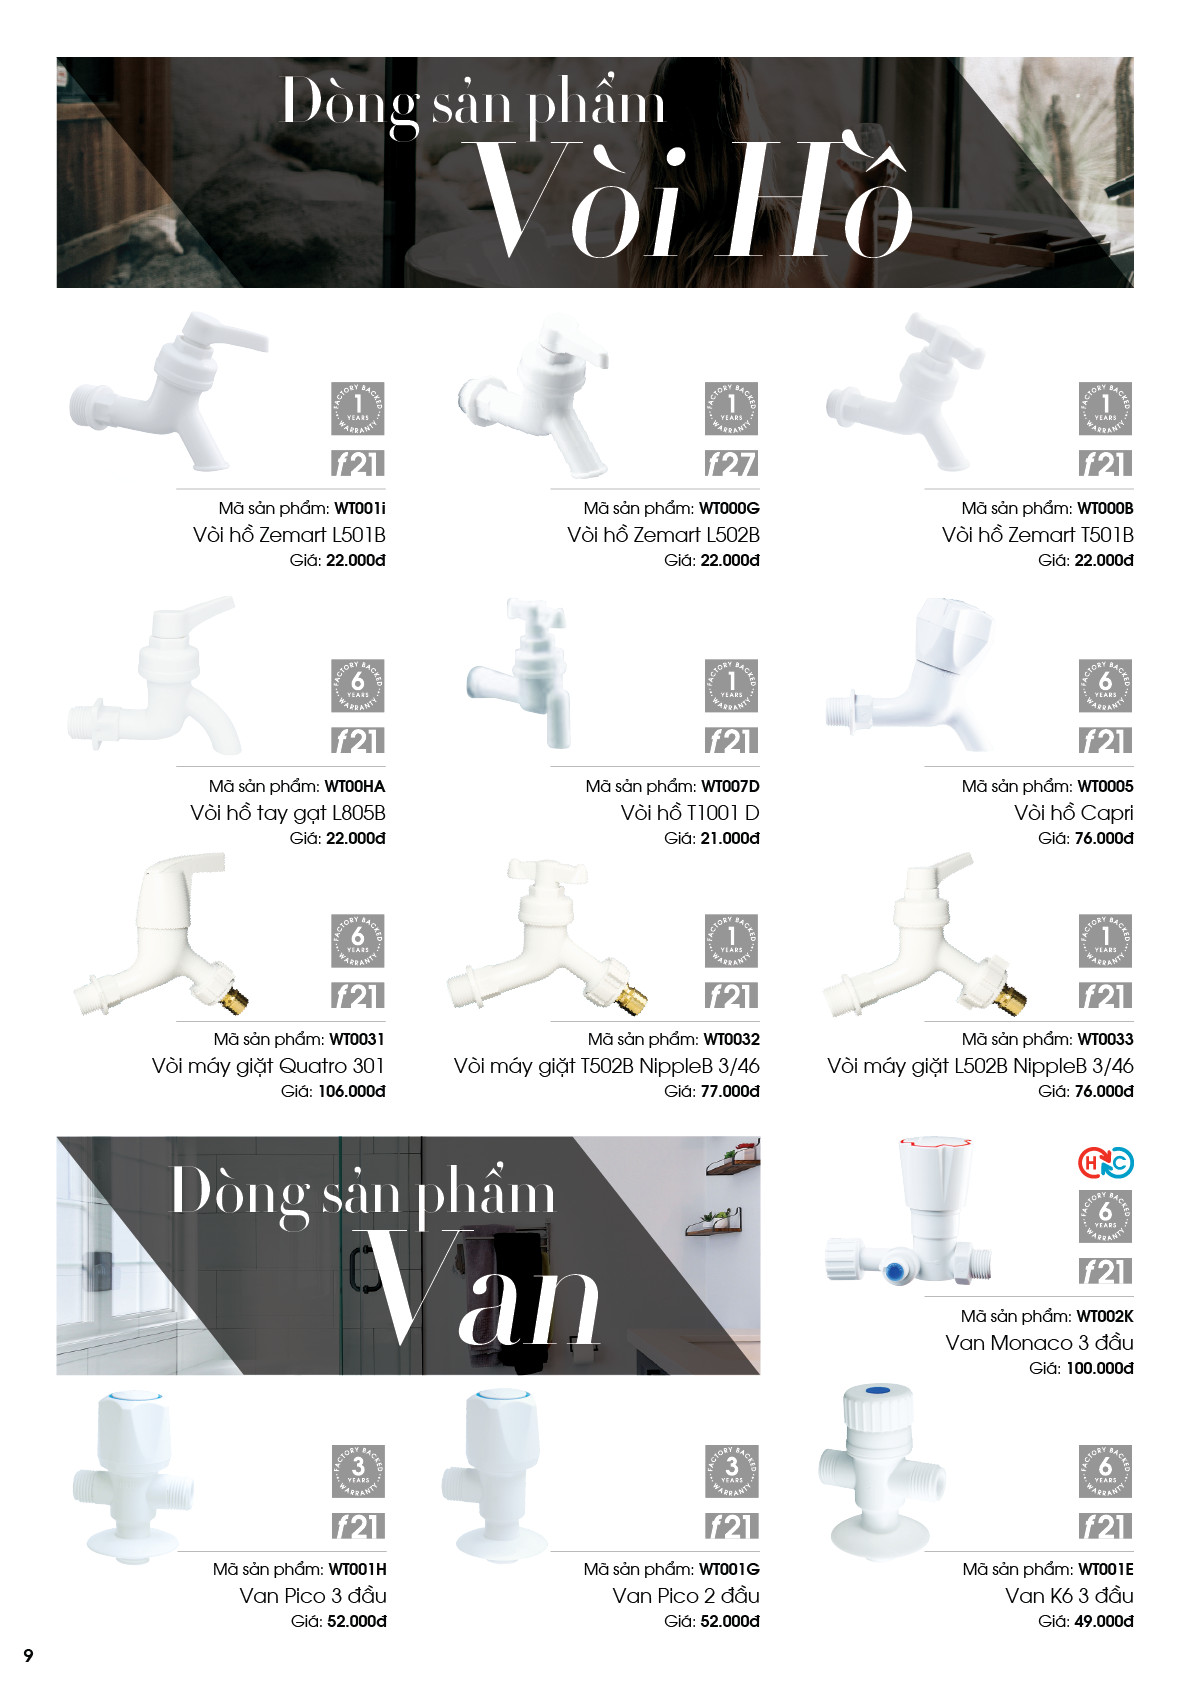 Dòng sản phẩm
Vòi Hồ
FACTORY BACKED
1
YEARS
WARRANTY
f21
Mã sản phẩm: WT001i
Vòi hồ Zemart L501B
Giá: 22.000đ
FACTORY BACKED
1
YEARS
WARRANTY
f27
Mã sản phẩm: WT000G
Vòi hồ Zemart L502B
Giá: 22.000đ
FACTORY BACKED
1
YEARS
WARRANTY
f21
Mã sản phẩm: WT000B
Vòi hồ Zemart T501B
Giá: 22.000đ
FACTORY BACKED
6
YEARS
WARRANTY
f21
Mã sản phẩm: WT00HA
Vòi hồ tay gạt L805B
Giá: 22.000đ
FACTORY BACKED
1
YEARS
WARRANTY
f21
Mã sản phẩm: WT007D
Vòi hồ T1001 D
Giá: 21.000đ
FACTORY BACKED
6
YEARS
WARRANTY
f21
Mã sản phẩm: WT0005
Vòi hồ Capri
Giá: 76.000đ
FACTORY BACKED
6
YEARS
WARRANTY
f21
Mã sản phẩm: WT0031
Vòi máy giặt Quatro 301
Giá: 106.000đ
FACTORY BACKED
1
YEARS
WARRANTY
f21
Mã sản phẩm: WT0032
Vòi máy giặt T502B NippleB 3/46
Giá: 77.000đ
FACTORY BACKED
1
YEARS
WARRANTY
f21
Mã sản phẩm: WT0033
Vòi máy giặt L502B NippleB 3/46
Giá: 76.000đ
Dòng sản phẩm
Van
H C
FACTORY BACKED
6
YEARS
WARRANTY
f21
Mã sản phẩm: WT002K
Van Monaco 3 đầu
Giá: 100.000đ
FACTORY BACKED
3
YEARS
WARRANTY
f21
Mã sản phẩm: WT001H
Van Pico 3 đầu
Giá: 52.000đ
FACTORY BACKED
3
YEARS
WARRANTY
f21
Mã sản phẩm: WT001G
Van Pico 2 đầu
Giá: 52.000đ
FACTORY BACKED
6
YEARS
WARRANTY
f21
Mã sản phẩm: WT001E
Van K6 3 đầu
Giá: 49.000đ
9